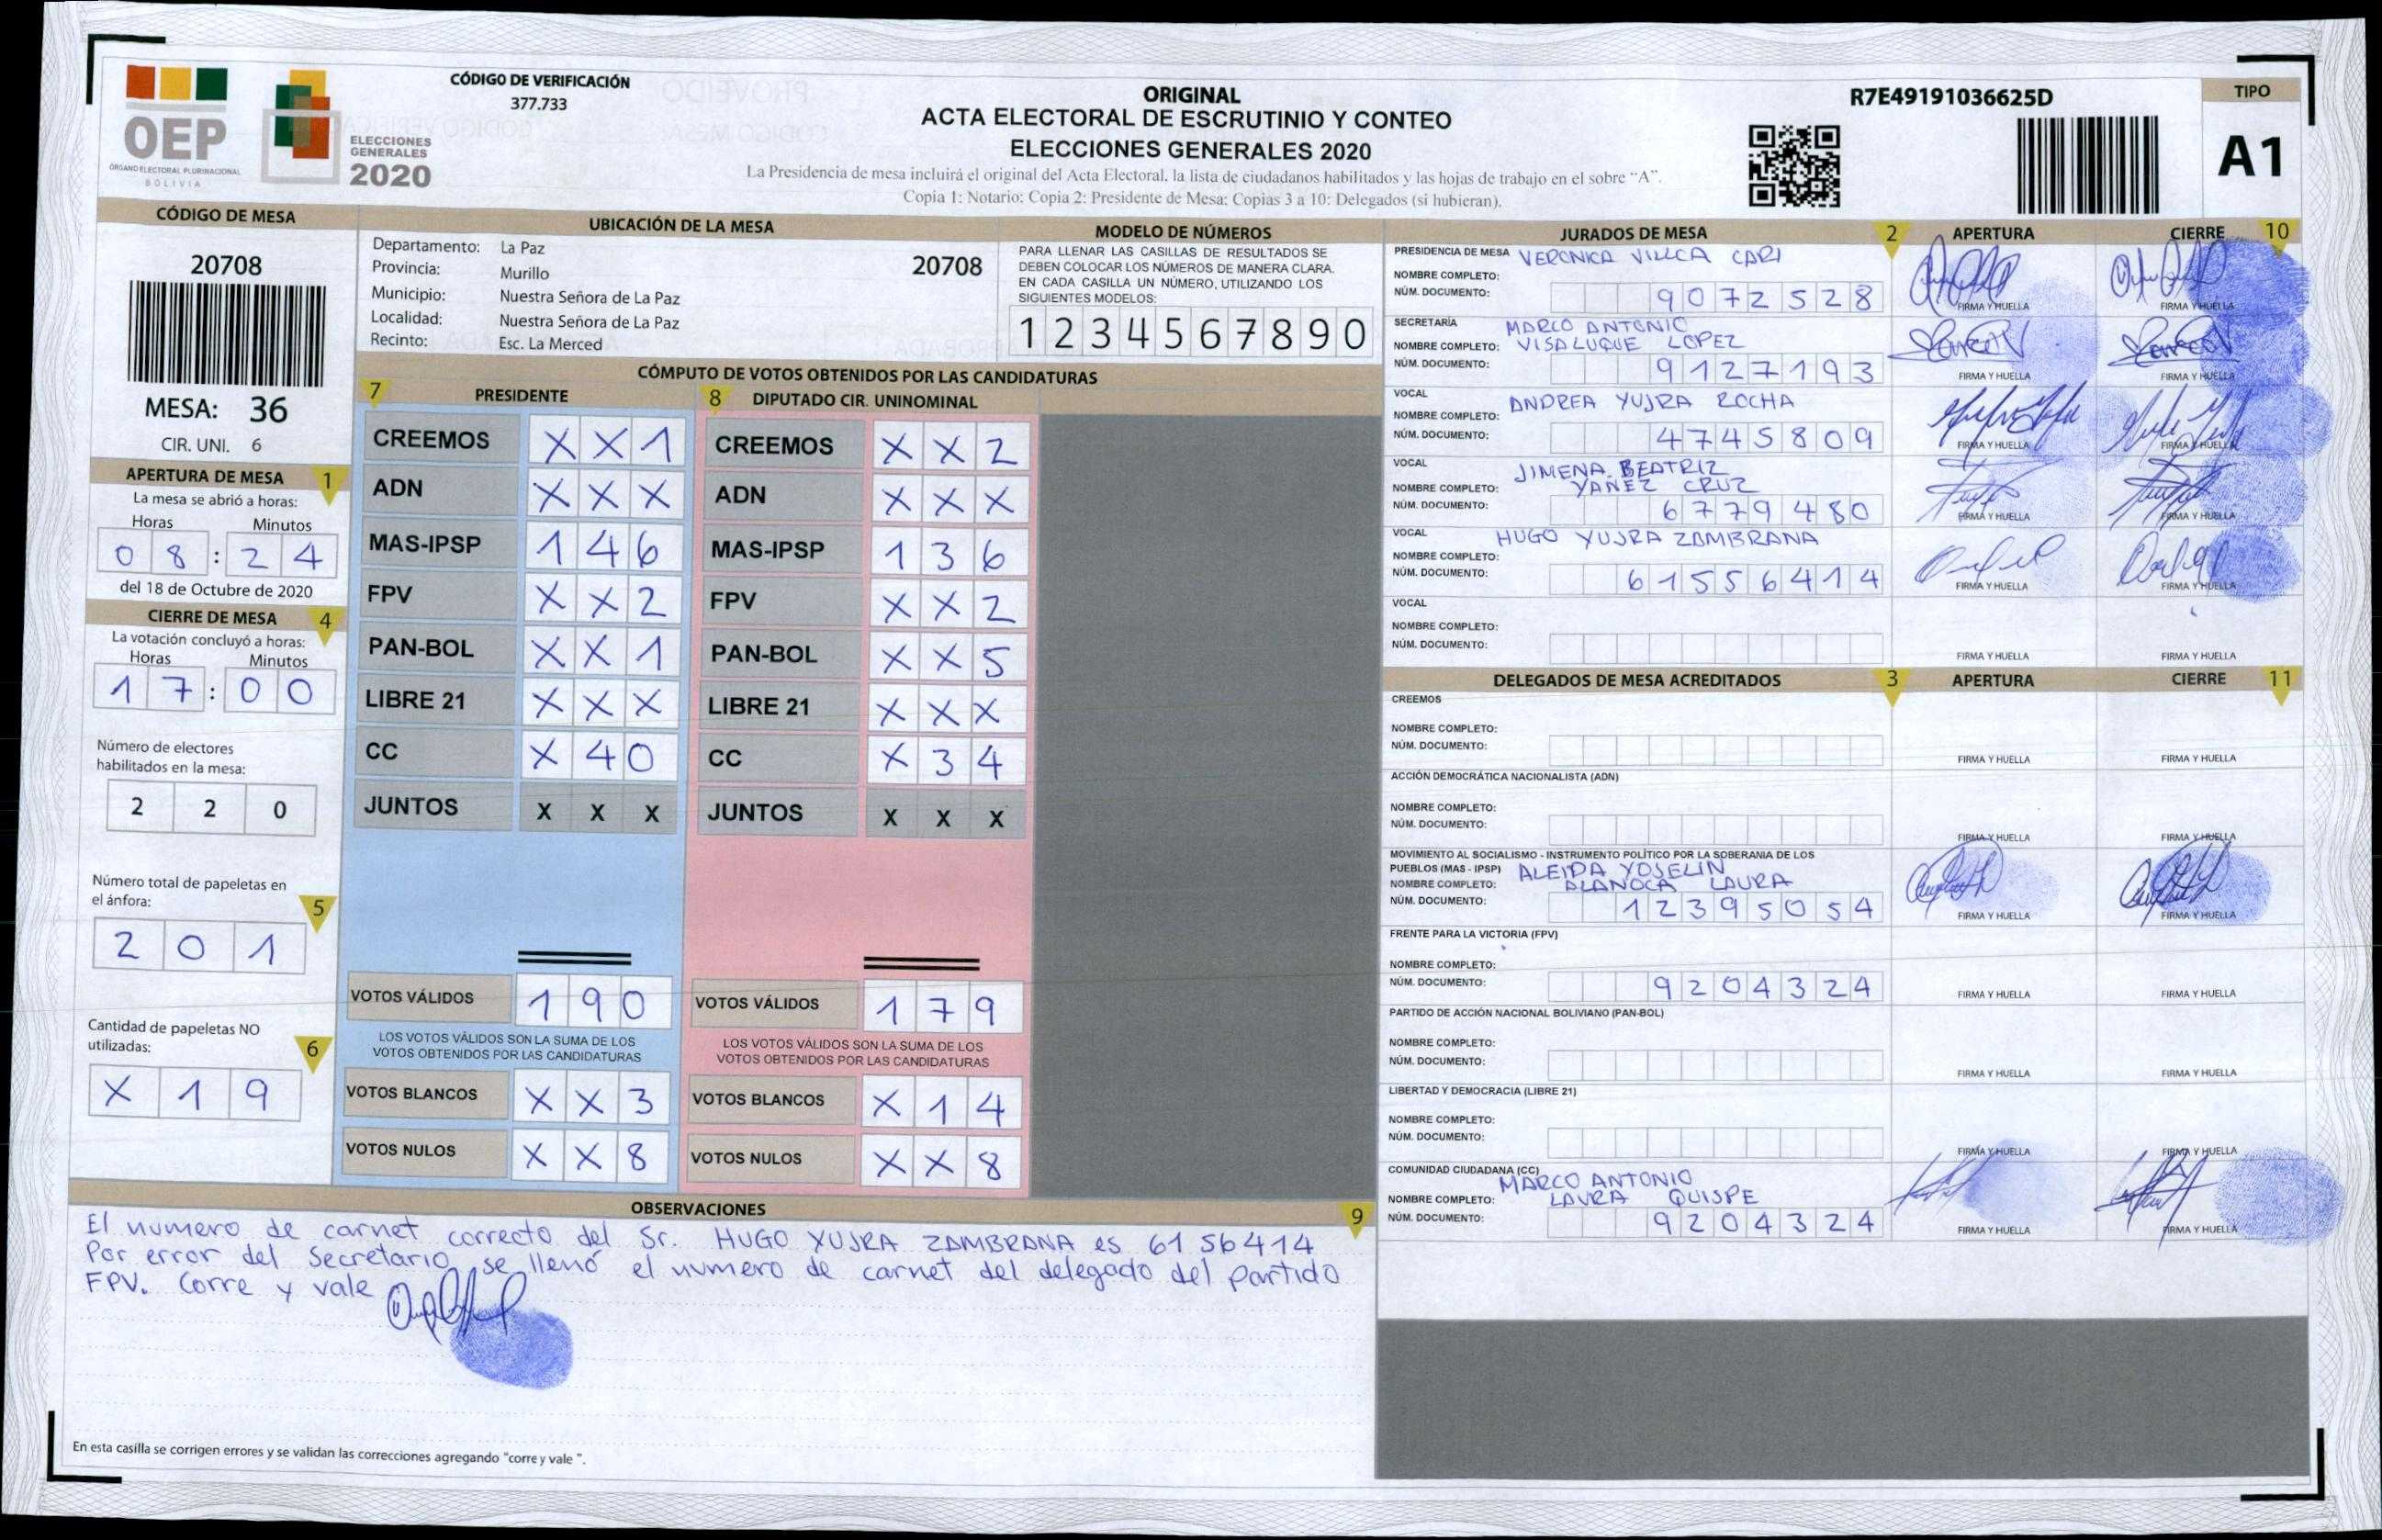 CÓDIGO DE VERIFICACIÓN
377.733
OEP
ÓRGANO ELECTORAL PLURINACIONAL
BOLIVIA
ELECCIONES
GENERALES
2020
ORIGINAL
ACTA ELECTORAL DE ESCRUTINIO Y CONTEO
ELECCIONES GENERALES 2020
La Presidencia de mesa incluirá el original del Acta Electoral, la lista de ciudadanos habilitados y las hojas de trabajo en el sobre "A".
Copia 1: Notario; Copia 2: Presidente de Mesa; Copias 3 a 10: Delegados (si hubieran).
R7E49191036625D
TIPO
A1
CÓDIGO DE MESA
20708
MESA: 36
CIR. UNI. 6
APERTURA DE MESA 1
La mesa se abrió a horas:
Horas Minutos
0 8 : 2 4
del 18 de Octubre de 2020
CIERRE DE MESA 4
La votación concluyó a horas:
Horas Minutos
1 7 : 0 0
Número de electores
habilitados en la mesa:
2 2 0
Número total de papeletas en
el ánfora:
5
2 0 1
Cantidad de papeletas NO
utilizadas:
6
X 1 9
UBICACIÓN DE LA MESA
Departamento: La Paz
Provincia: Murillo
20708
Municipio: Nuestra Señora de La Paz
Localidad: Nuestra Señora de La Paz
Recinto: Esc. La Merced
MODELO DE NÚMEROS
PARA LLENAR LAS CASILLAS DE RESULTADOS SE
DEBEN COLOCAR LOS NÚMEROS DE MANERA CLARA.
EN CADA CASILLA UN NÚMERO, UTILIZANDO LOS
SIGUIENTES MODELOS:
1 2 3 4 5 6 7 8 9 0
CÓMPUTO DE VOTOS OBTENIDOS POR LAS CANDIDATURAS
7 PRESIDENTE
CREEMOS X X 1
ADN X X X
MAS-IPSP 1 4 6
FPV X X 2
PAN-BOL X X 1
LIBRE 21 X X X
CC X 4 0
JUNTOS X X X
VOTOS VÁLIDOS 1 9 0
LOS VOTOS VÁLIDOS SON LA SUMA DE LOS
VOTOS OBTENIDOS POR LAS CANDIDATURAS
VOTOS BLANCOS X X 3
VOTOS NULOS X X 8
8 DIPUTADO CIR. UNINOMINAL
CREEMOS X X 2
ADN X X X
MAS-IPSP 1 3 6
FPV X X 2
PAN-BOL X X 5
LIBRE 21 X X X
CC X 3 4
JUNTOS X X X
VOTOS VÁLIDOS 1 7 9
LOS VOTOS VÁLIDOS SON LA SUMA DE LOS
VOTOS OBTENIDOS POR LAS CANDIDATURAS
VOTOS BLANCOS X 1 4
VOTOS NULOS X X 8
JURADOS DE MESA 2 APERTURA CIERRE 10
PRESIDENCIA DE MESA VERONICA VILLCA CARI
NOMBRE COMPLETO:
NÚM. DOCUMENTO: 9 0 7 2 5 2 8
FIRMA Y HUELLA FIRMA Y HUELLA
SECRETARÍA MARCO ANTONIO
NOMBRE COMPLETO: VISALUQUE LOPEZ
NÚM. DOCUMENTO: 9 1 2 7 1 9 3
FIRMA Y HUELLA FIRMA Y HUELLA
VOCAL ANDREA YUJRA ROCHA
NOMBRE COMPLETO:
NÚM. DOCUMENTO: 4 7 4 5 8 0 9
FIRMA Y HUELLA FIRMA Y HUELLA
VOCAL JIMENA BEATRIZ
NOMBRE COMPLETO: YAÑEZ CRUZ
NÚM. DOCUMENTO: 6 7 7 9 4 8 0
FIRMA Y HUELLA FIRMA Y HUELLA
VOCAL HUGO YUJRA ZAMBRANA
NOMBRE COMPLETO:
NÚM. DOCUMENTO: 6 1 5 5 6 4 1 4
FIRMA Y HUELLA FIRMA Y HUELLA
VOCAL
NOMBRE COMPLETO:
NÚM. DOCUMENTO:
FIRMA Y HUELLA FIRMA Y HUELLA
DELEGADOS DE MESA ACREDITADOS 3 APERTURA CIERRE 11
CREEMOS
NOMBRE COMPLETO:
NÚM. DOCUMENTO:
FIRMA Y HUELLA FIRMA Y HUELLA
ACCIÓN DEMOCRÁTICA NACIONALISTA (ADN)
NOMBRE COMPLETO:
NÚM. DOCUMENTO:
FIRMA Y HUELLA FIRMA Y HUELLA
MOVIMIENTO AL SOCIALISMO - INSTRUMENTO POLÍTICO POR LA SOBERANIA DE LOS
PUEBLOS (MAS - IPSP) ALEIDA YOSELIN
NOMBRE COMPLETO: ALANOCA LAURA
NÚM. DOCUMENTO: 1 2 3 9 5 0 5 4
FIRMA Y HUELLA FIRMA Y HUELLA
FRENTE PARA LA VICTORIA (FPV)
NOMBRE COMPLETO:
NÚM. DOCUMENTO: 9 2 0 4 3 2 4
FIRMA Y HUELLA FIRMA Y HUELLA
PARTIDO DE ACCIÓN NACIONAL BOLIVIANO (PAN-BOL)
NOMBRE COMPLETO:
NÚM. DOCUMENTO:
FIRMA Y HUELLA FIRMA Y HUELLA
LIBERTAD Y DEMOCRACIA (LIBRE 21)
NOMBRE COMPLETO:
NÚM. DOCUMENTO:
FIRMA Y HUELLA FIRMA Y HUELLA
COMUNIDAD CIUDADANA (CC)
MARCO ANTONIO
NOMBRE COMPLETO: LAURA QUISPE
NÚM. DOCUMENTO: 9 2 0 4 3 2 4
FIRMA Y HUELLA FIRMA Y HUELLA
OBSERVACIONES 9
El numero de carnet correcto del Sr. HUGO YUJRA ZAMBRANA es 6156414
Por error del Secretario se llenó el numero de carnet del delegado del partido
FPV. Corre y vale
En esta casilla se corrigen errores y se validan las correcciones agregando "corre y vale ".